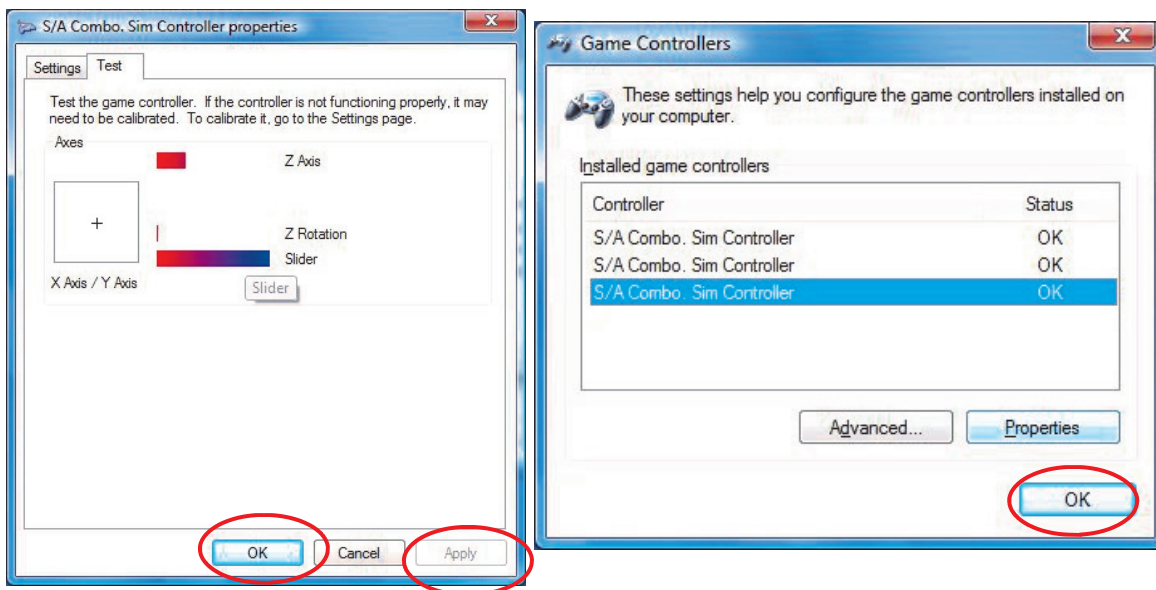 S/A Combo. Sim Controller properties
Settings Test
Test the game controller. If the controller is not functioning properly, it may
need to be calibrated. To calibrate it, go to the Settings page.
Axes
Z Axis
Z Rotation
Slider
X Axis / Y Axis
Slider
OK Cancel Apply
Game Controllers
These settings help you configure the game controllers installed on
your computer.
Installed game controllers
Controller Status
S/A Combo. Sim Controller OK
S/A Combo. Sim Controller OK
S/A Combo. Sim Controller OK
Advanced... Properties
OK